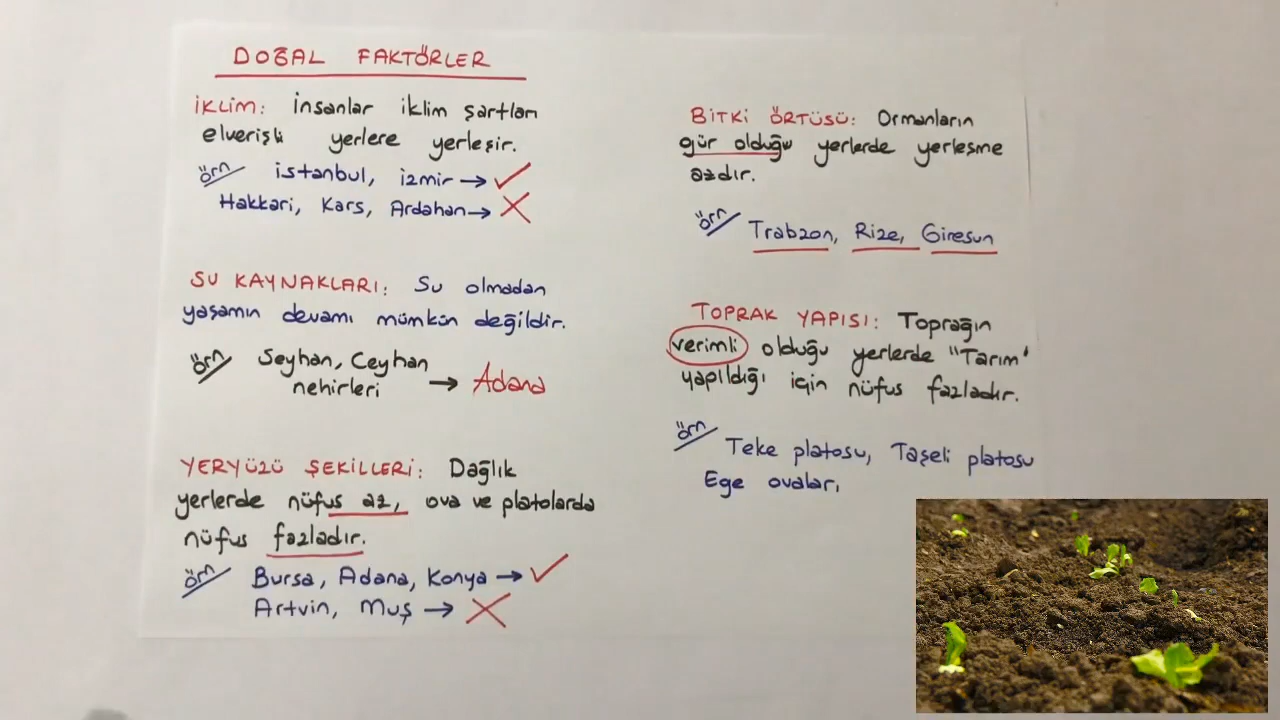 DOĞAL FAKTÖRLER
İKLİM: İnsanlar iklim şartları
elverişli yerlere yerleşir.
örn İstanbul, İzmir → ✓
Hakkari, Kars, Ardahan → X
SU KAYNAKLARI: Su olmadan
yaşamın devamı mümkün değildir.
örn Seyhan, Ceyhan
nehirleri → Adana
YERYÜZÜ ŞEKİLLERİ: Dağlık
yerlerde nüfus az, ova ve platolarda
nüfus fazladır.
örn Bursa, Adana, Konya → ✓
Artvin, Muş → X
BİTKİ ÖRTÜSÜ: Ormanların
gür olduğu yerlerde yerleşme
azdır.
örn Trabzon, Rize, Giresun
TOPRAK YAPISI: Toprağın
verimli olduğu yerlerde "Tarım"
yapıldığı için nüfus fazladır.
örn Teke platosu, Taşeli platosu
Ege ovaları